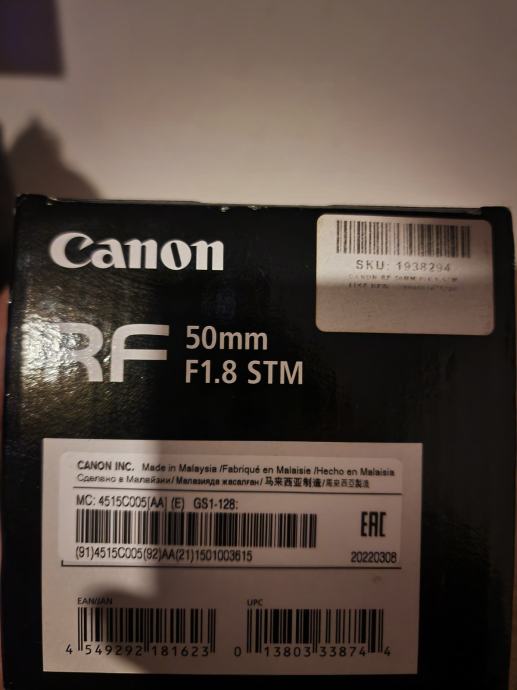 Canon
SKU: 1938294
RF 50mm
F1.8 STM
CANON INC. Made in Malaysia /Fabriqué en Malaisie /Hecho en Malaisia
Сделано в Малайзии/ Малазияда жасалған/ 马来西亚制造/馬來西亞製造
MC: 4515C005[AA] (E) GS1-128:
EAC
(91)4515C005(92)AA(21)1501003615
20220308
EAN/JAN
UPC
4 549292 181623
0 13803 33874 4